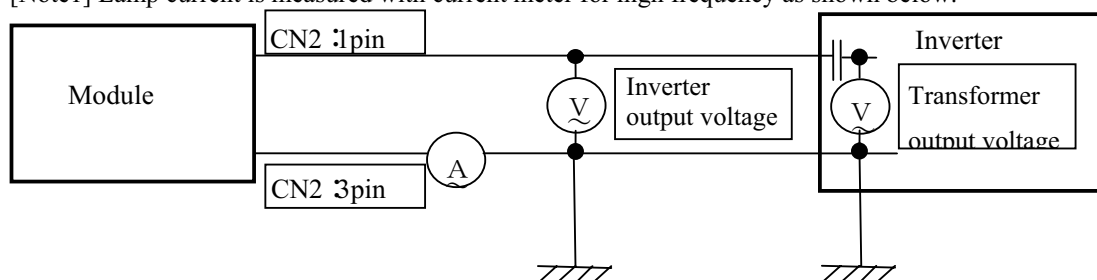 [Note1] Lamp current is measured with current meter for high frequency as shown below.
CN2 :1pin
Inverter
Module
Inverter
output voltage
V
V
Transformer
output voltage
A
CN2 :3pin